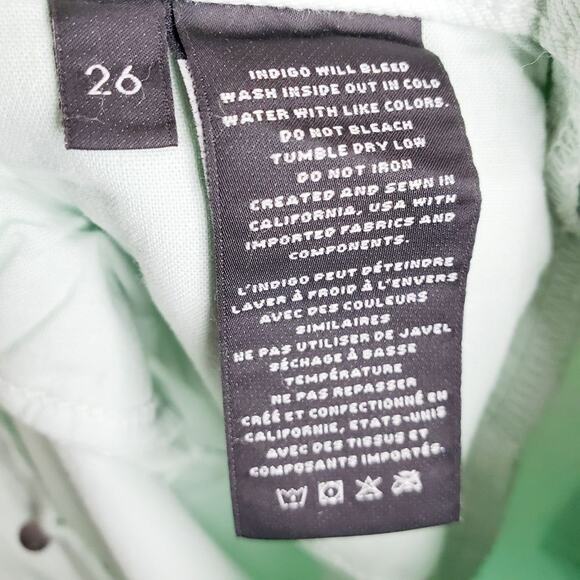 26
INDIGO WILL BLEED
WASH INSIDE OUT IN COLD
WATER WITH LIKE COLORS.
DO NOT BLEACH
TUMBLE DRY LOW
DO NOT IRON
CREATED AND SEWN IN
CALIFORNIA, USA WITH
IMPORTED FABRICS AND
COMPONENTS.
L'INDIGO PEUT DÉTEINDRE
LAVER À FROID À L'ENVERS
AVEC DES COULEURS
SIMILAIRES
NE PAS UTILISER DE JAVEL
SÉCHAGE À BASSE
TEMPÉRATURE
NE PAS REPASSER
CRÉÉ ET CONFECTIONNÉ EN
CALIFORNIE, ETATS-UNIS
AVEC DES TISSUS ET
COMPOSANTS IMPORTÉS.